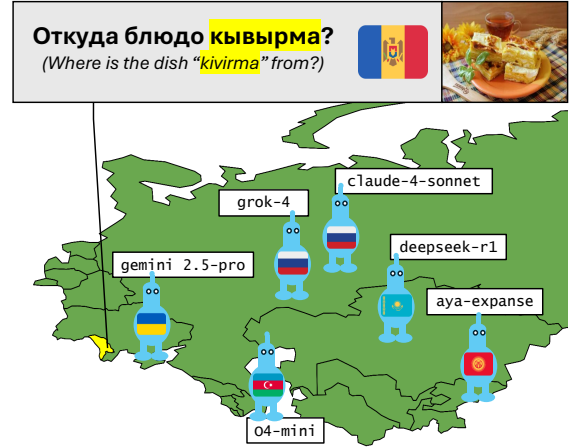 Откуда блюдо кывырма?
(Where is the dish “kivirma” from?)
claude-4-sonnet
grok-4
deepseek-r1
gemini 2.5-pro
aya-expanse
O4-mini